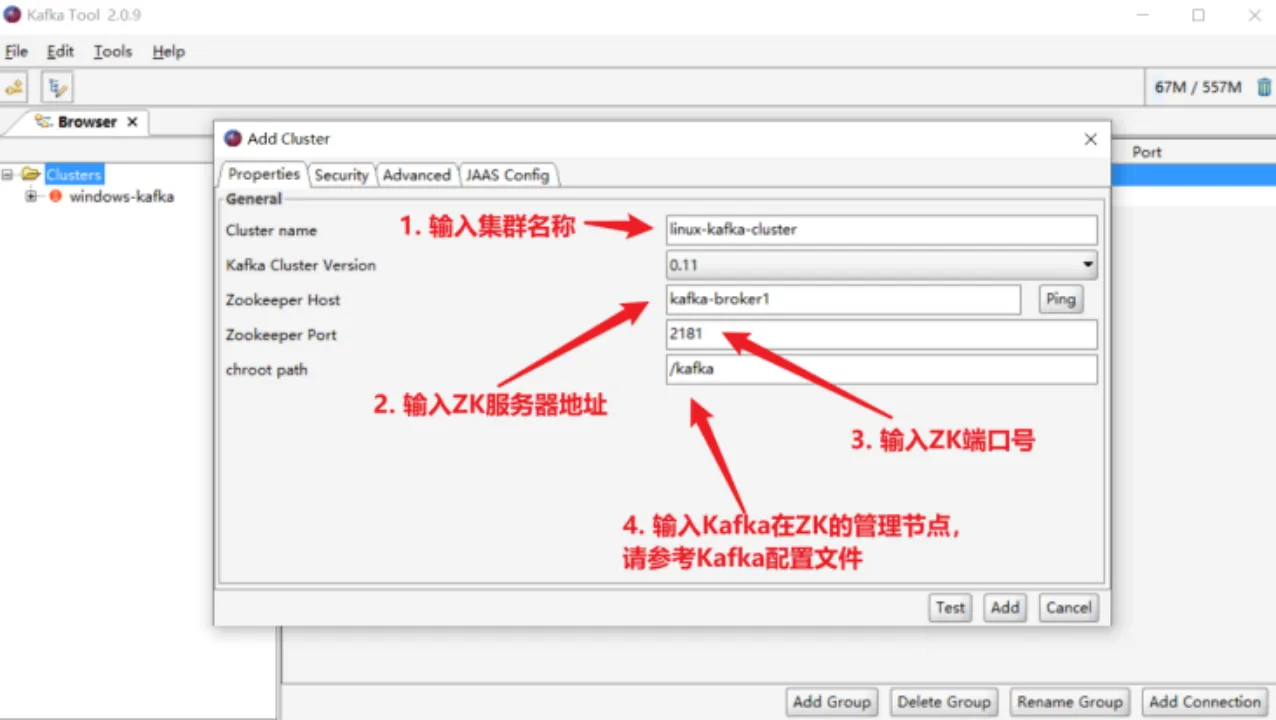 Kafka Tool 2.0.9
File Edit Tools Help
67M / 557M
Browser
Port
Clusters
windows-kafka
Add Cluster
Properties Security Advanced JAAS Config
General
Cluster name
1. 输入集群名称
linux-kafka-cluster
Kafka Cluster Version
0.11
Zookeeper Host
kafka-broker1
Ping
Zookeeper Port
2181
chroot path
/kafka
2. 输入ZK服务器地址
3. 输入ZK端口号
4. 输入Kafka在ZK的管理节点，
请参考Kafka配置文件
Test Add Cancel
Add Group Delete Group Rename Group Add Connection